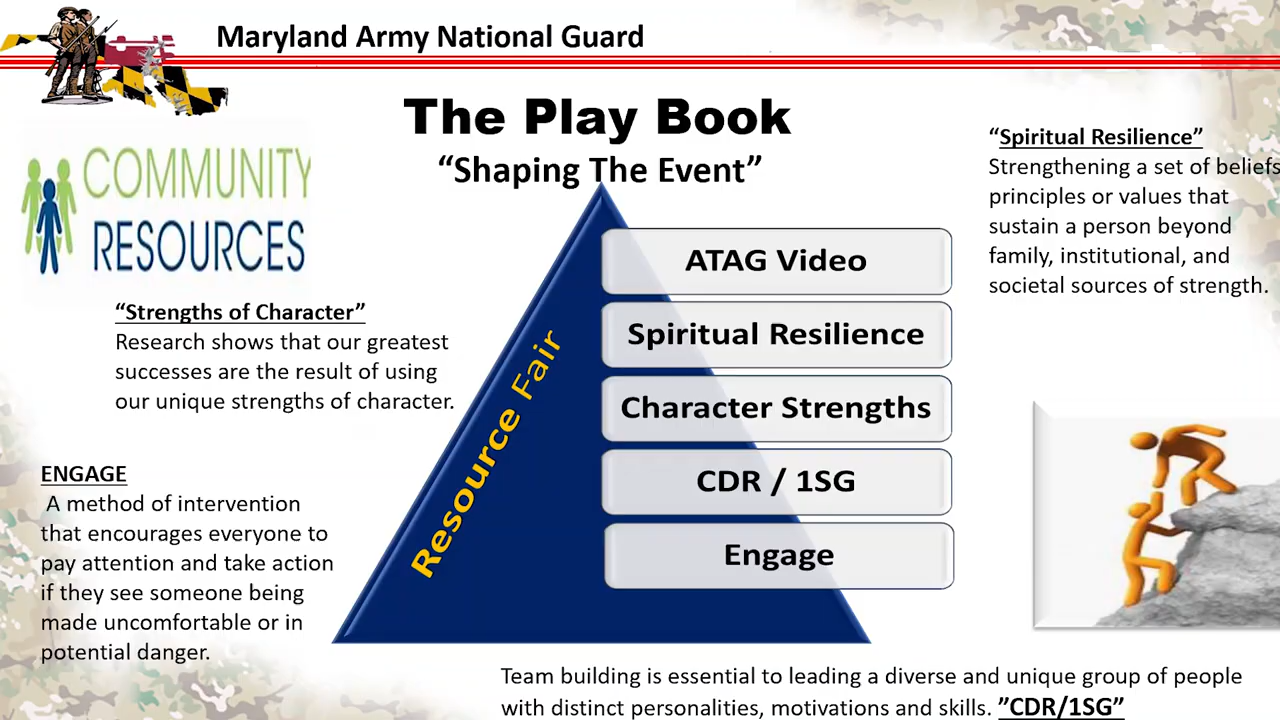 Maryland Army National Guard
The Play Book
“Shaping The Event”
COMMUNITY
RESOURCES
“Strengths of Character”
Research shows that our greatest
successes are the result of using
our unique strengths of character.
ENGAGE
A method of intervention
that encourages everyone to
pay attention and take action
if they see someone being
made uncomfortable or in
potential danger.
Resource Fair
ATAG Video
Spiritual Resilience
Character Strengths
CDR / 1SG
Engage
“Spiritual Resilience”
Strengthening a set of beliefs
principles or values that
sustain a person beyond
family, institutional, and
societal sources of strength.
Team building is essential to leading a diverse and unique group of people
with distinct personalities, motivations and skills. ”CDR/1SG”